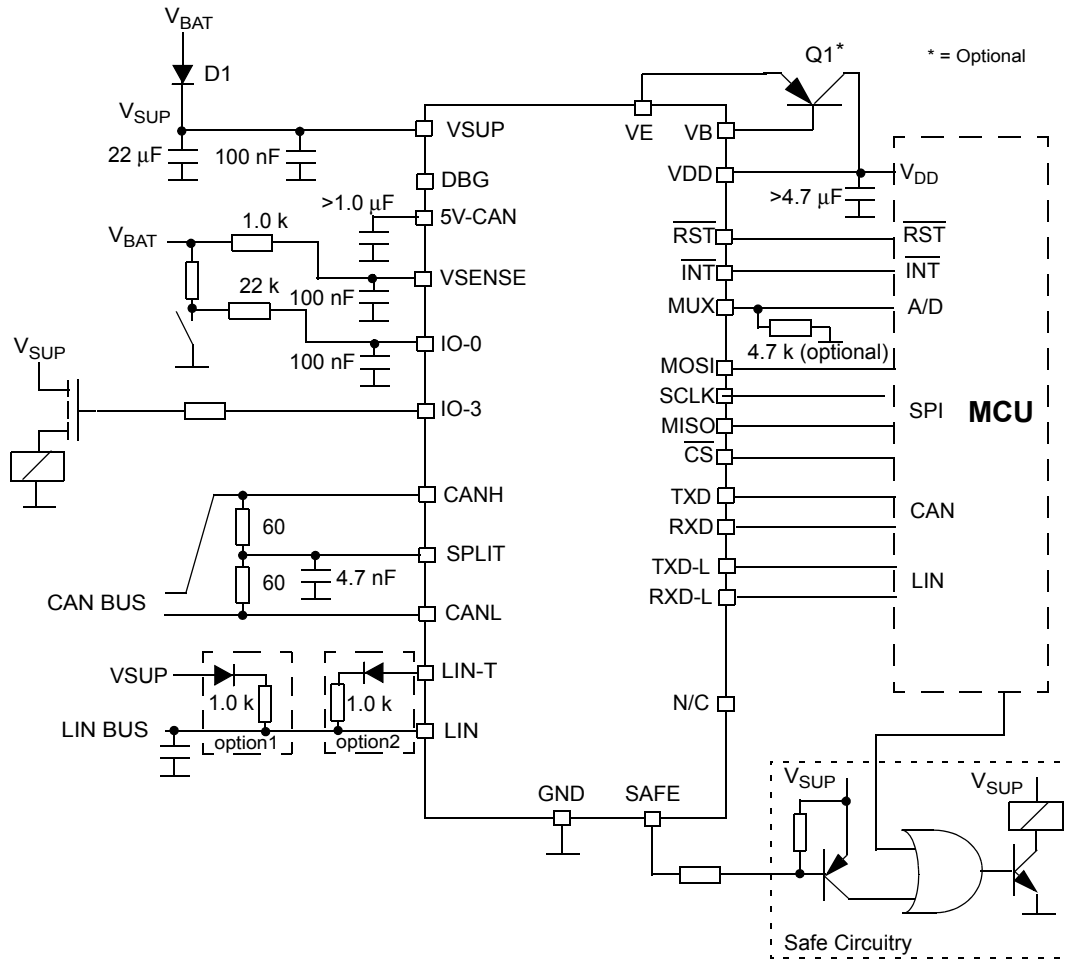 V_BAT
Q1*
* = Optional
D1
V_SUP
VSUP
VE
VB
22 µF
100 nF
DBG
VDD
V_DD
>4.7 µF
>1.0 µF
5V-CAN
1.0 k
V_BAT
RST
RST
VSENSE
INT
INT
22 k
100 nF
MUX
A/D
IO-0
V_SUP
100 nF
4.7 k (optional)
MOSI
SCLK
IO-3
SPI
MCU
MISO
CS
CANH
TXD
CAN
60
RXD
SPLIT
TXD-L
60
4.7 nF
LIN
CAN BUS
CANL
RXD-L
VSUP
LIN-T
1.0 k
1.0 k
N/C
LIN BUS
LIN
option1
option2
GND
SAFE
V_SUP
V_SUP
Safe Circuitry